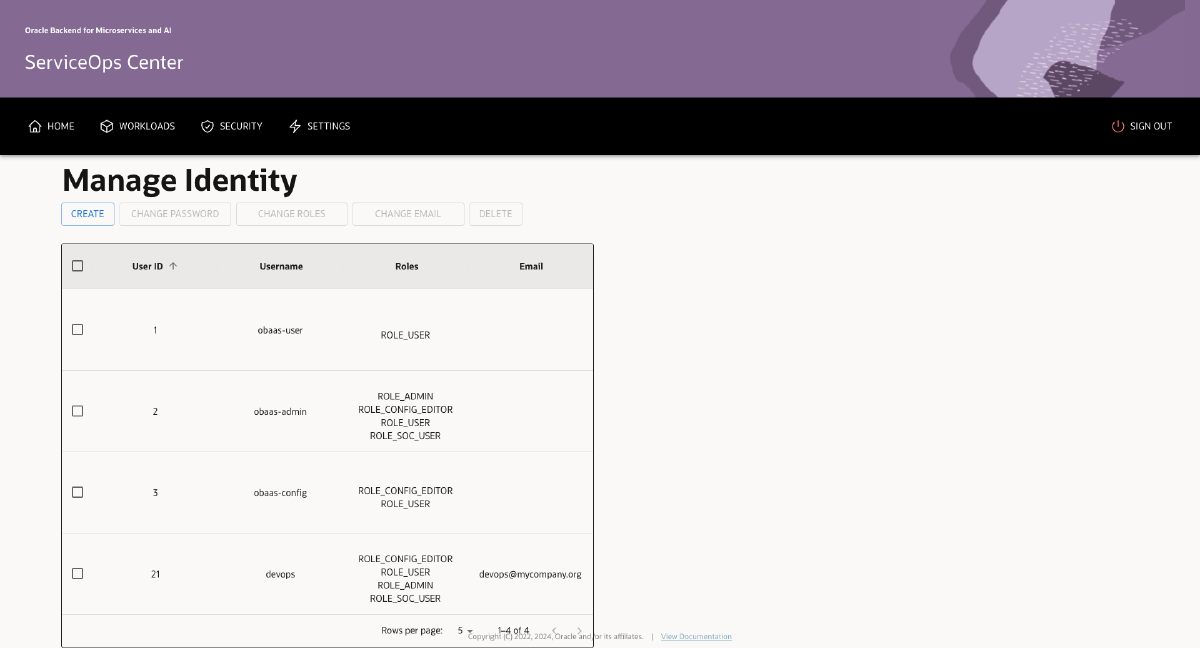 Oracle Backend for Microservices and AI
ServiceOps Center
HOME WORKLOADS SECURITY SETTINGS SIGN OUT
Manage Identity
CREATE CHANGE PASSWORD CHANGE ROLES CHANGE EMAIL DELETE
User ID Username Roles Email
1 obaas-user ROLE_USER
ROLE_ADMIN
2 obaas-admin ROLE_CONFIG_EDITOR
ROLE_USER
ROLE_SOC_USER
3 obaas-config ROLE_CONFIG_EDITOR
ROLE_USER
ROLE_CONFIG_EDITOR
21 devops ROLE_USER devops@mycompany.org
ROLE_ADMIN
ROLE_SOC_USER
Rows per page: 5 1–4 of 4
Copyright (C) 2022, 2024, Oracle and/or its affiliates. | View Documentation